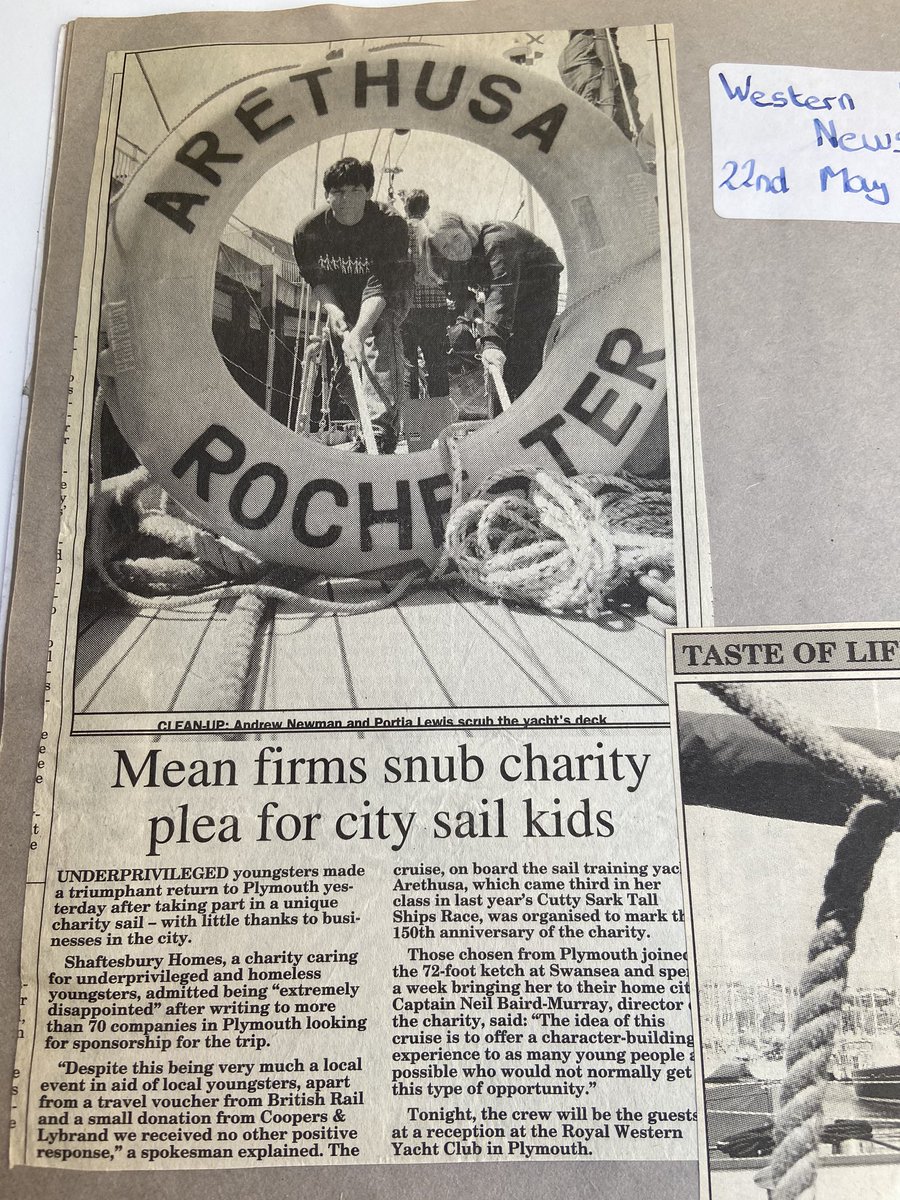 ARETHUSA
ROCHESTER
Western
News
22nd May
CLEAN-UP: Andrew Newman and Portia Lewis scrub the yacht's deck
Mean firms snub charity
plea for city sail kids
UNDERPRIVILEGED youngsters made
a triumphant return to Plymouth yes-
terday after taking part in a unique
charity sail – with little thanks to busi-
nesses in the city.
Shaftesbury Homes, a charity caring
for underprivileged and homeless
youngsters, admitted being “extremely
disappointed” after writing to more
than 70 companies in Plymouth looking
for sponsorship for the trip.
“Despite this being very much a local
event in aid of local youngsters, apart
from a travel voucher from British Rail
and a small donation from Coopers &
Lybrand we received no other positive
response,” a spokesman explained. The
cruise, on board the sail training yac
Arethusa, which came third in her
class in last year's Cutty Sark Tall
Ships Race, was organised to mark th
150th anniversary of the charity.
Those chosen from Plymouth joined
the 72-foot ketch at Swansea and spe
a week bringing her to their home cit
Captain Neil Baird-Murray, director
the charity, said: “The idea of this
cruise is to offer a character-building
experience to as many young people a
possible who would not normally get
this type of opportunity.”
Tonight, the crew will be the guests
at a reception at the Royal Western
Yacht Club in Plymouth.
TASTE OF LIF